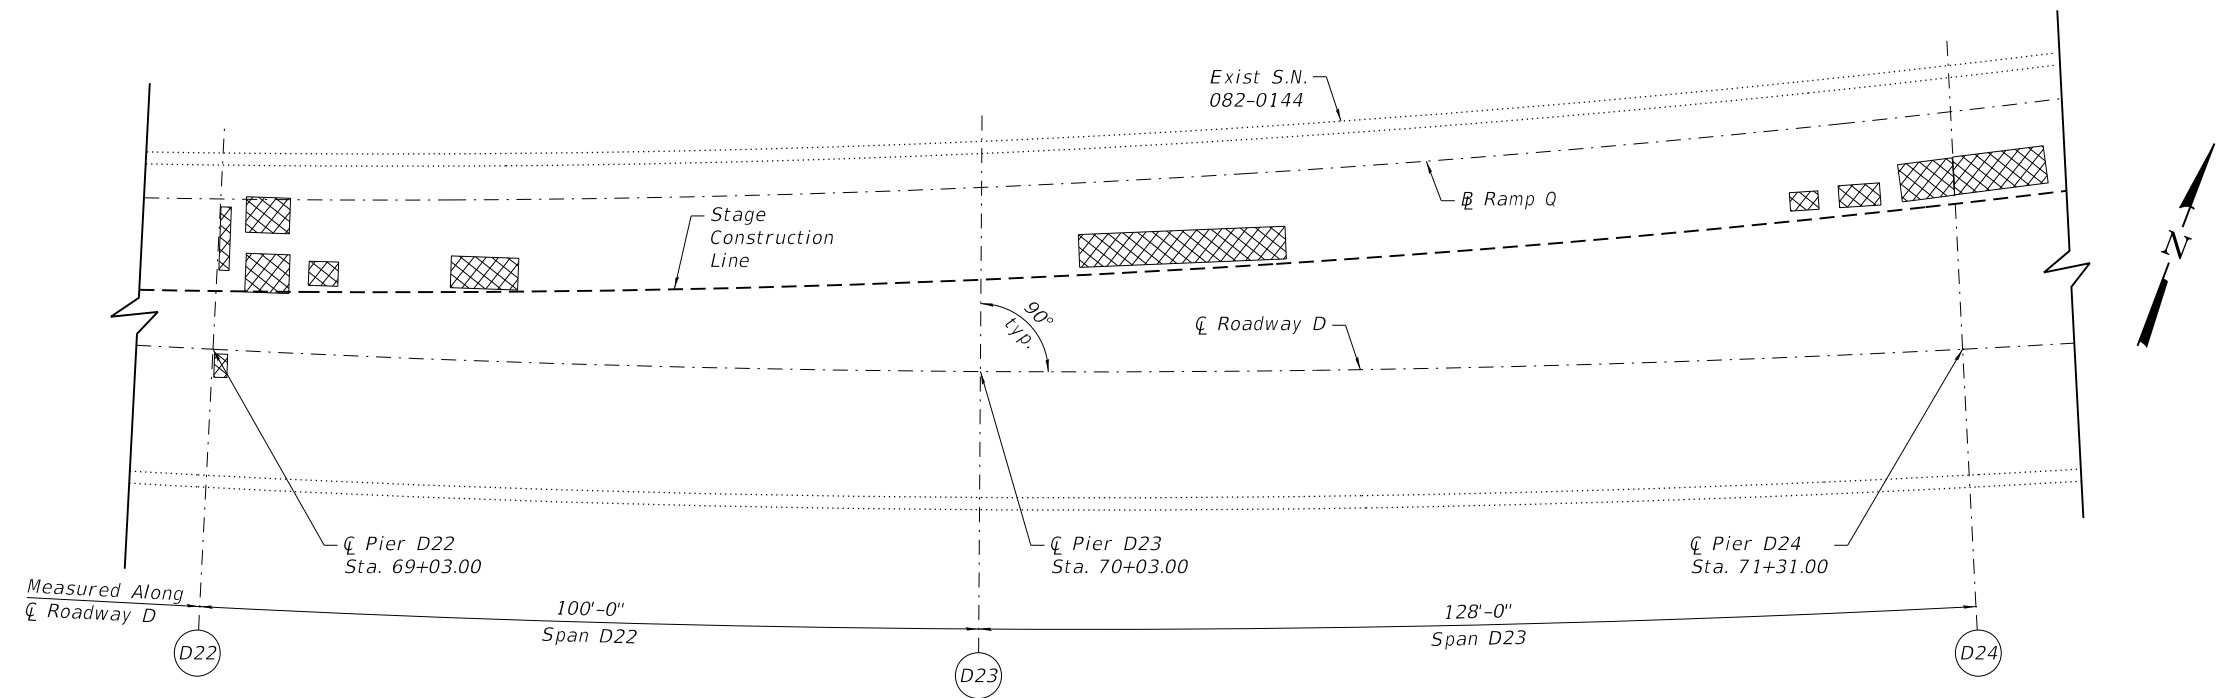 Exist S.N.
082-0144
℄ Ramp Q
Stage
Construction
Line
N
90°
typ.
℄ Roadway D
℄ Pier D22
Sta. 69+03.00
℄ Pier D23
Sta. 70+03.00
℄ Pier D24
Sta. 71+31.00
Measured Along
℄ Roadway D
100'-0"
Span D22
128'-0"
Span D23
D22
D23
D24